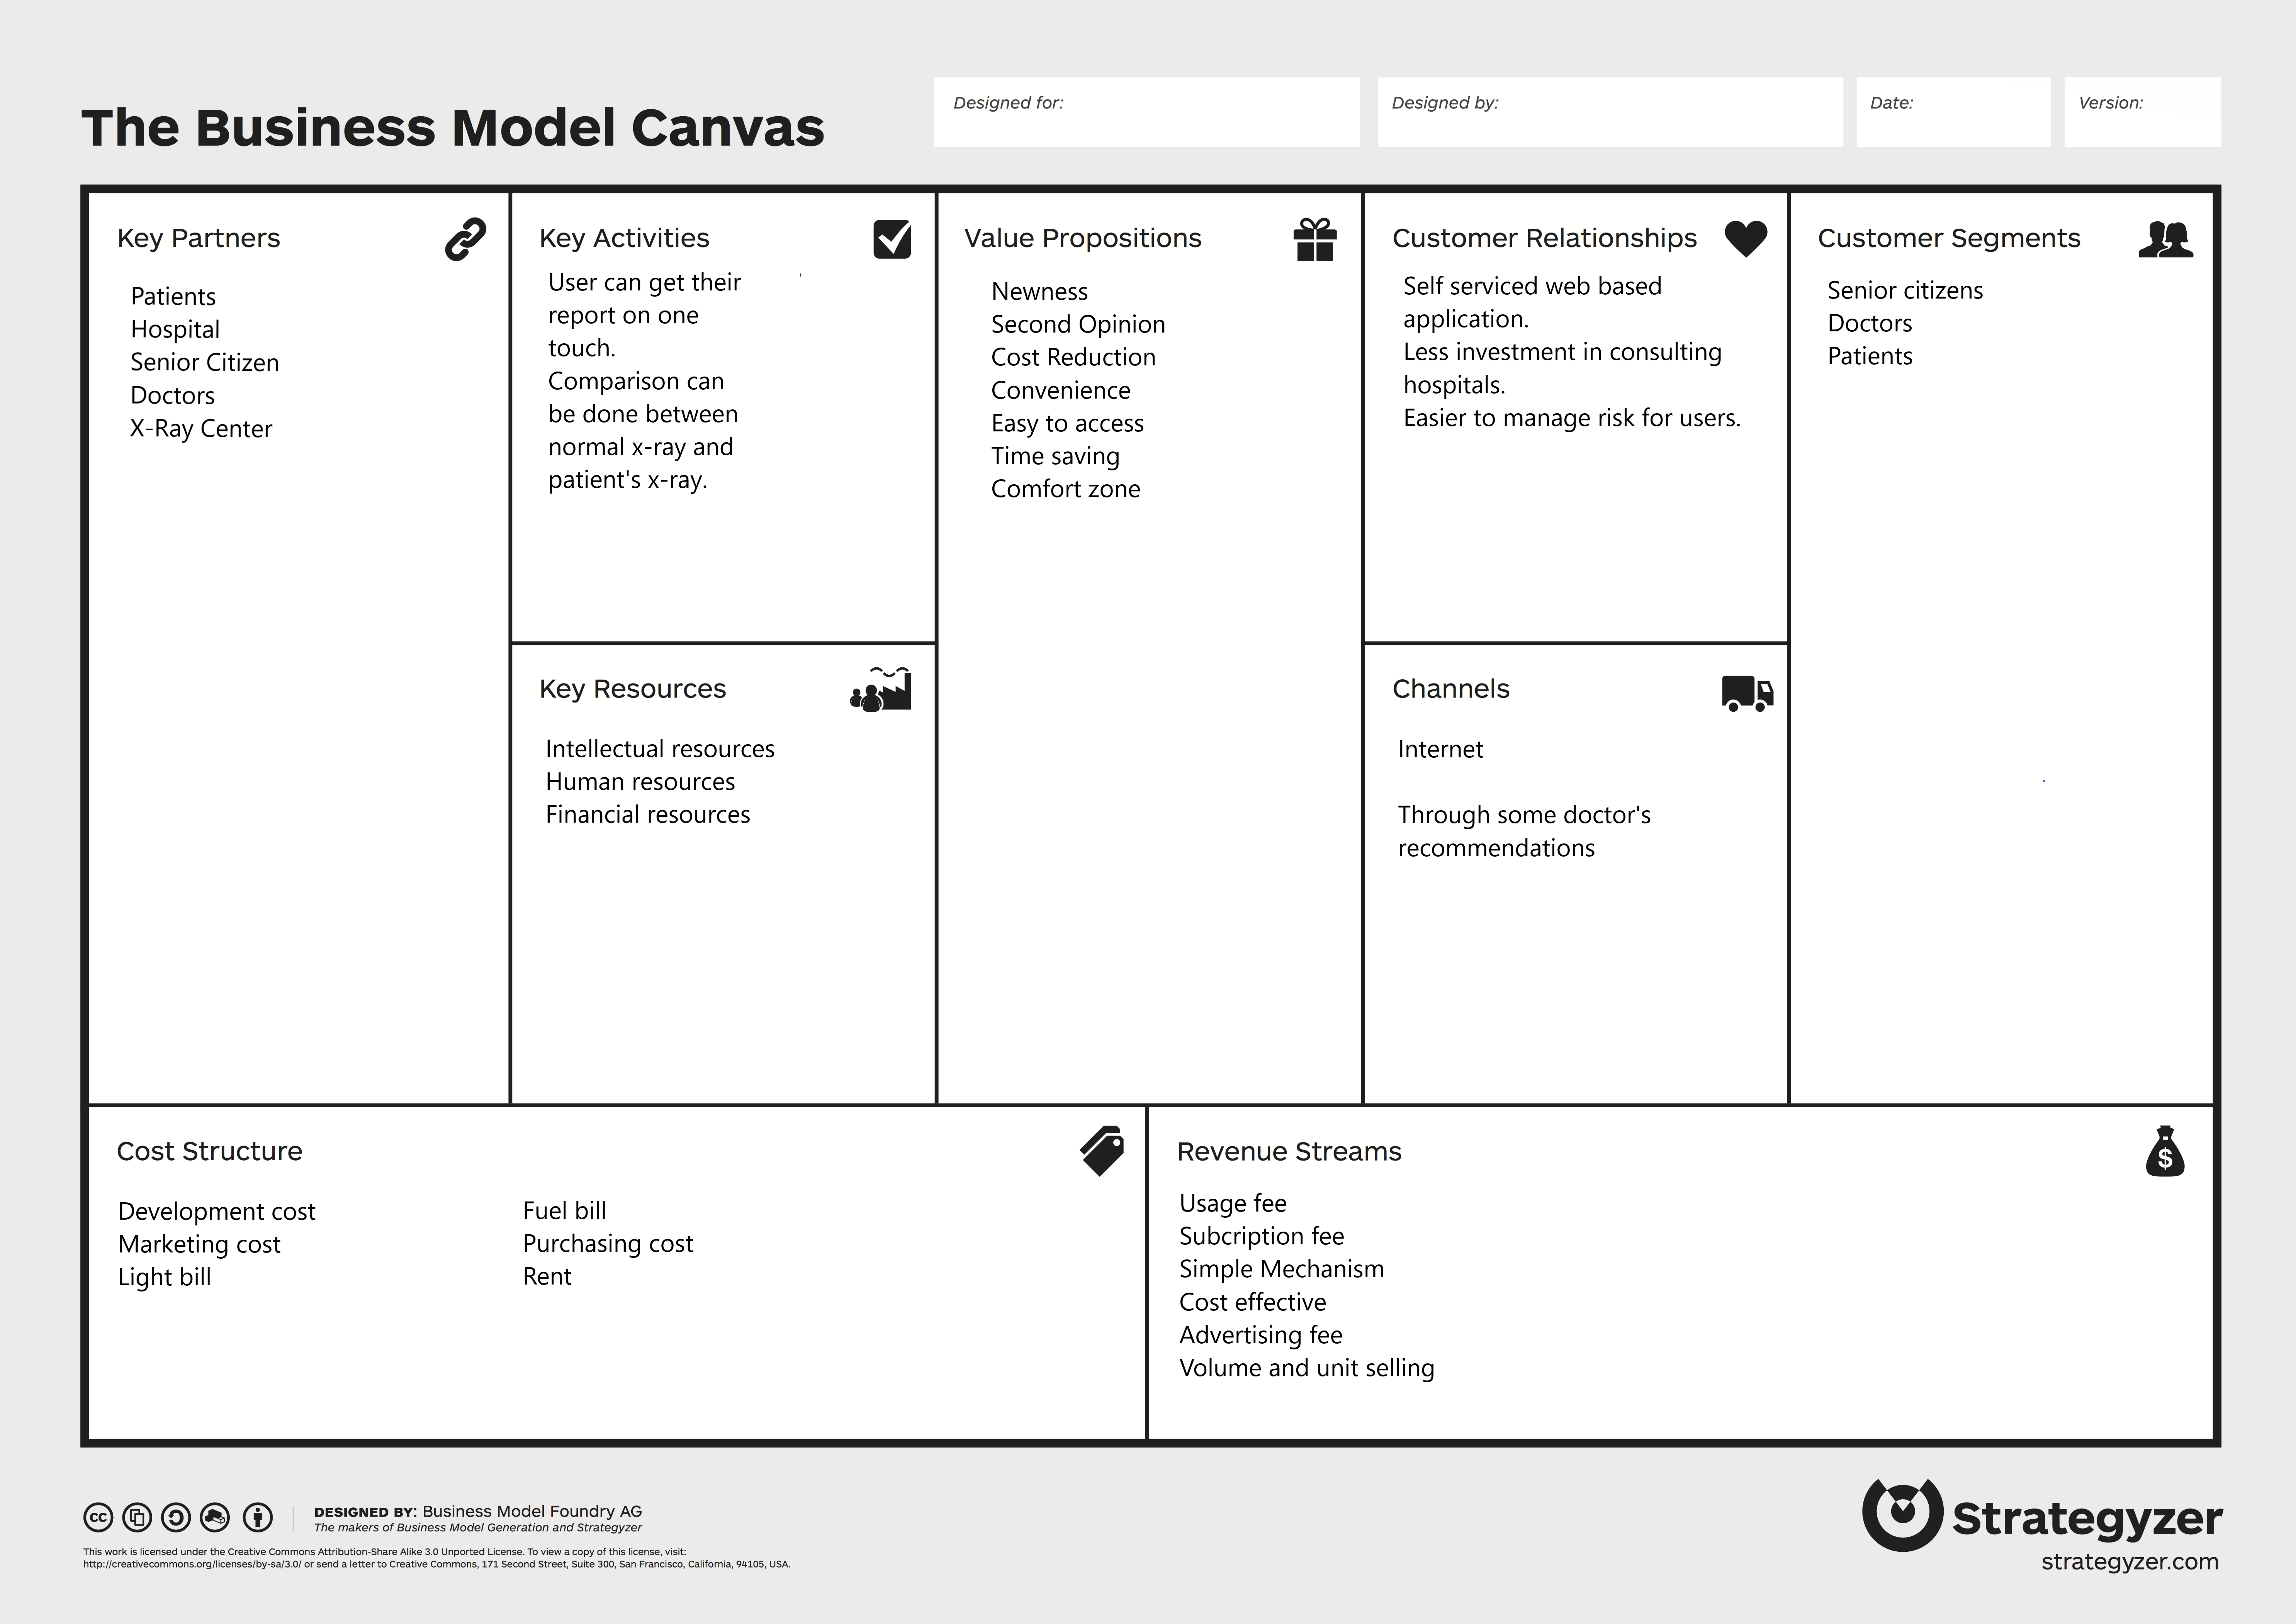 The Business Model Canvas
Designed for:
Designed by:
Date:
Version:
Key Partners
Patients
Hospital
Senior Citizen
Doctors
X-Ray Center
Key Activities
User can get their
report on one
touch.
Comparison can
be done between
normal x-ray and
patient's x-ray.
Key Resources
Intellectual resources
Human resources
Financial resources
Value Propositions
Newness
Second Opinion
Cost Reduction
Convenience
Easy to access
Time saving
Comfort zone
Customer Relationships
Self serviced web based
application.
Less investment in consulting
hospitals.
Easier to manage risk for users.
Channels
Internet
Through some doctor's
recommendations
Customer Segments
Senior citizens
Doctors
Patients
Cost Structure
Development cost
Marketing cost
Light bill
Fuel bill
Purchasing cost
Rent
Revenue Streams
$
Usage fee
Subcription fee
Simple Mechanism
Cost effective
Advertising fee
Volume and unit selling
cc
DESIGNED BY: Business Model Foundry AG
The makers of Business Model Generation and Strategyzer
This work is licensed under the Creative Commons Attribution-Share Alike 3.0 Unported License. To view a copy of this license, visit:
http://creativecommons.org/licenses/by-sa/3.0/ or send a letter to Creative Commons, 171 Second Street, Suite 300, San Francisco, California, 94105, USA.
Strategyzer
strategyzer.com